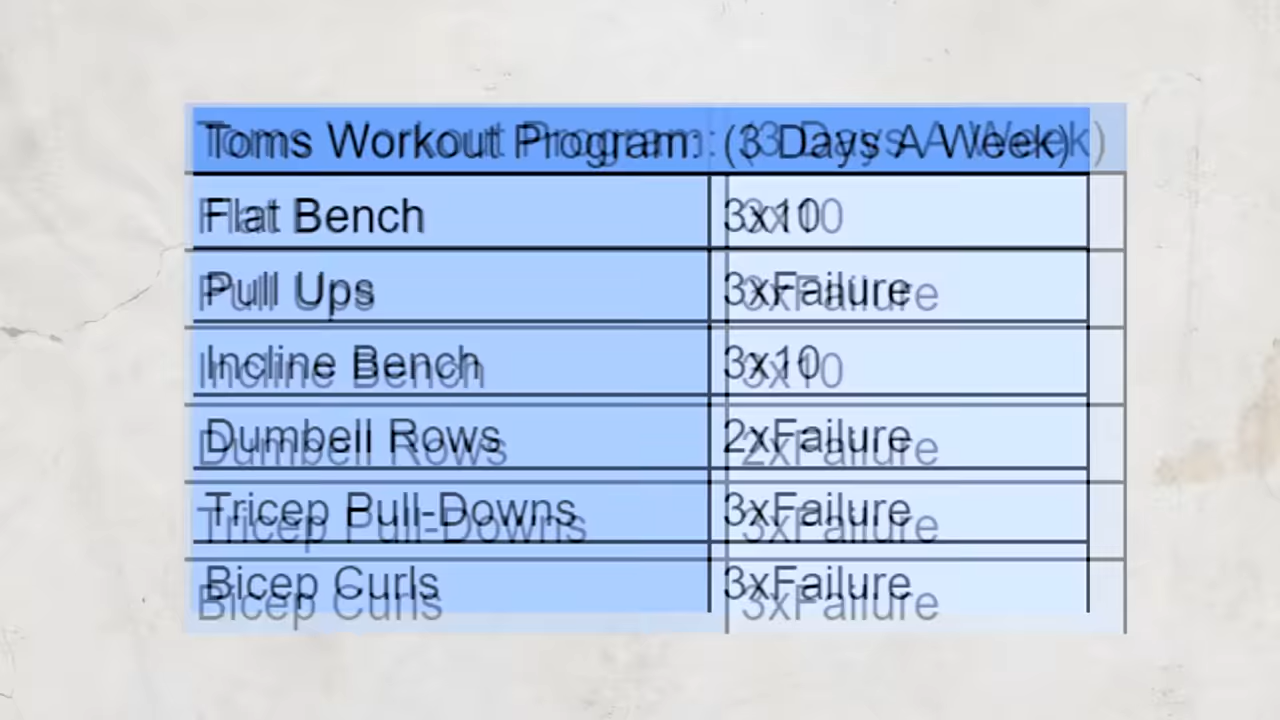 Toms Workout Program: (3 Days A Week)
Flat Bench 3x10
Pull Ups 3xFailure
Incline Bench 3x10
Dumbell Rows 2xFailure
Tricep Pull-Downs 3xFailure
Bicep Curls 3xFailure